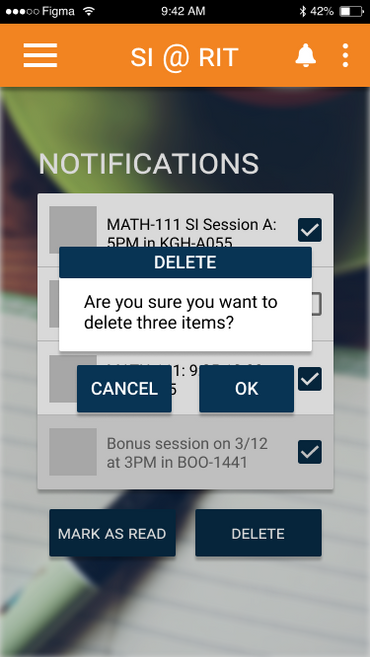 Figma 9:42 AM 42%
SI @ RIT
NOTIFICATIONS
MATH-111 SI Session A:
5PM in KGH-A055
DELETE
Are you sure you want to
delete three items?
CANCEL OK
Bonus session on 3/12
at 3PM in BOO-1441
MARK AS READ DELETE